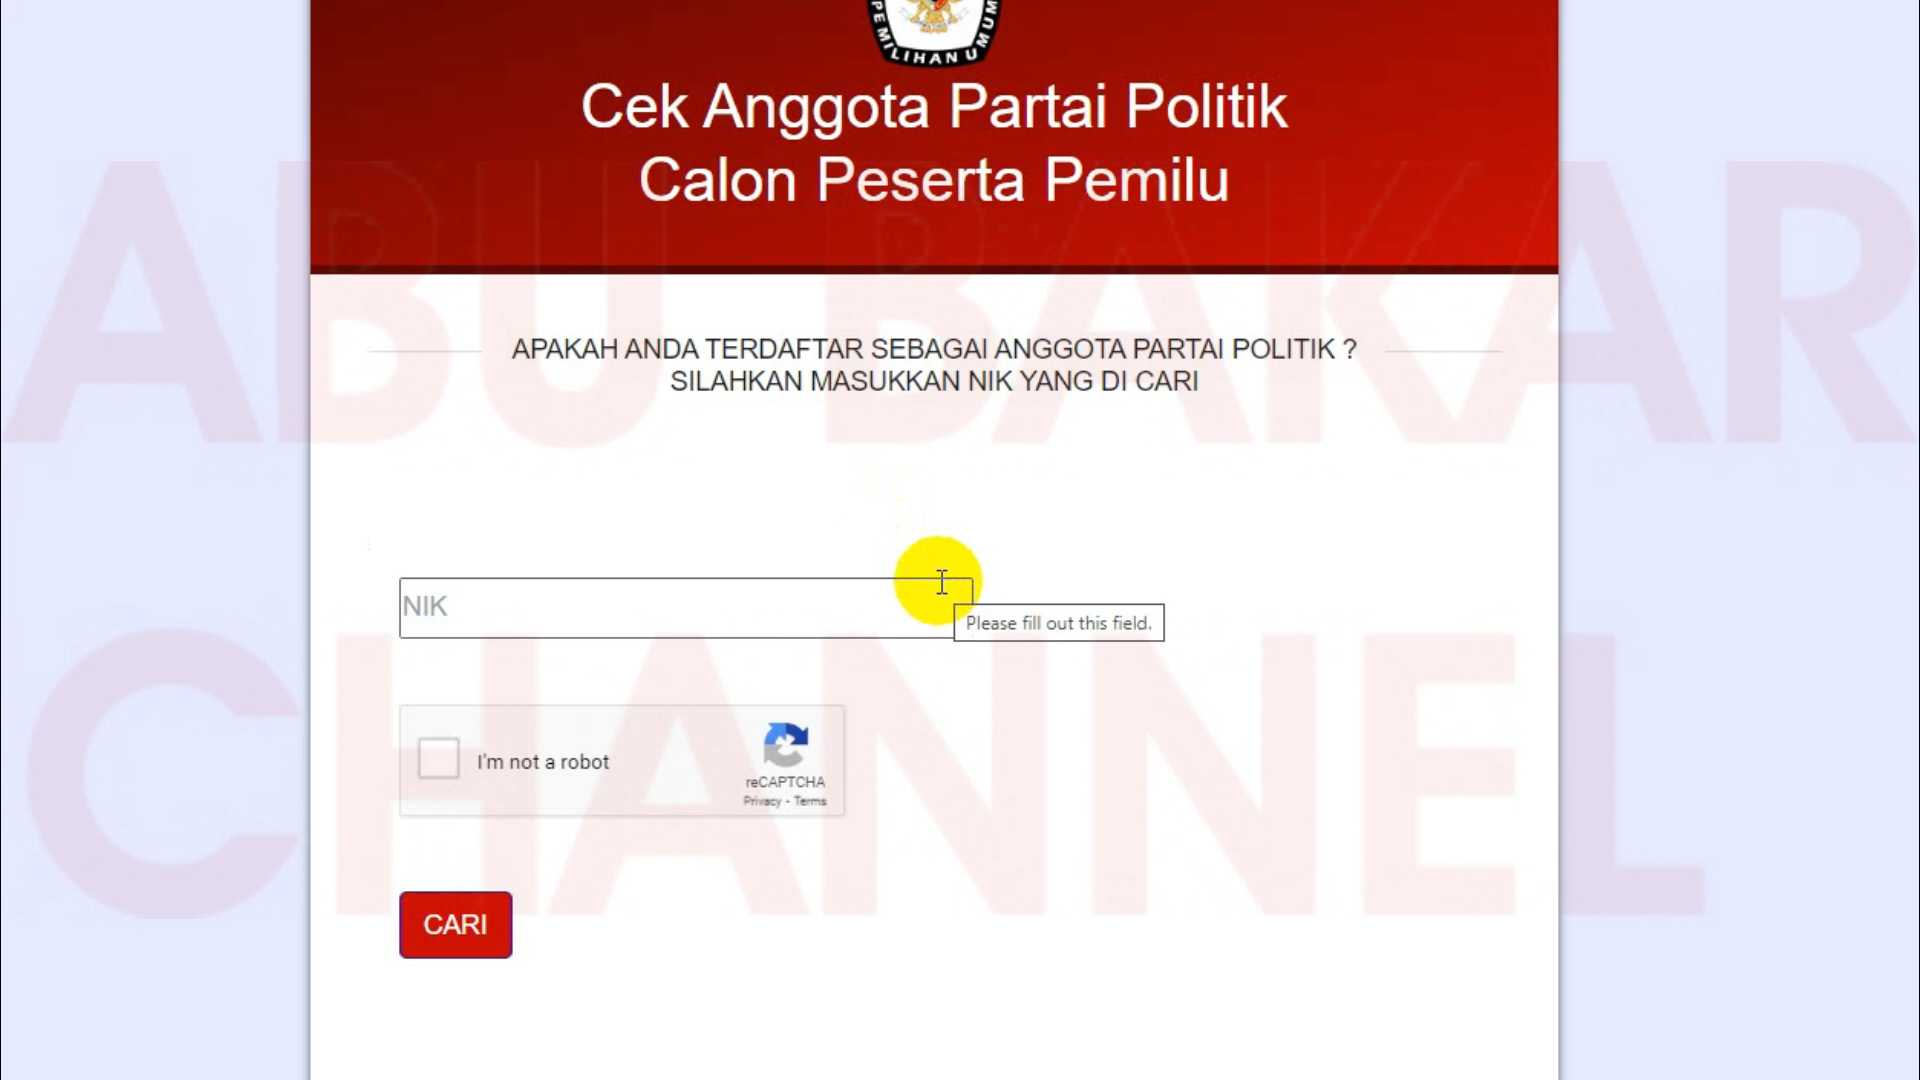 PEMILIHAN UMUM
Cek Anggota Partai Politik
Calon Peserta Pemilu
APAKAH ANDA TERDAFTAR SEBAGAI ANGGOTA PARTAI POLITIK ?
SILAHKAN MASUKKAN NIK YANG DI CARI
ABU BAKAR
NIK
Please fill out this field.
I'm not a robot
reCAPTCHA
Privacy - Terms
CHANNEL
CARI